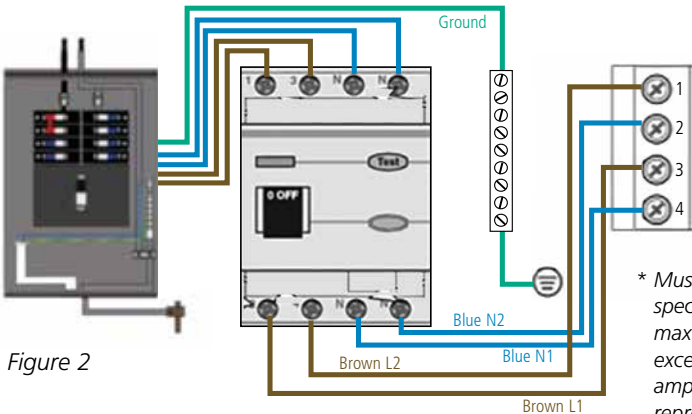 Ground
1 3 N N
Test
0 OFF
1
2
3
4
N N
Blue N2
Blue N1
Brown L2
Brown L1
Figure 2
* Mus
spec
max
exce
amp
repr